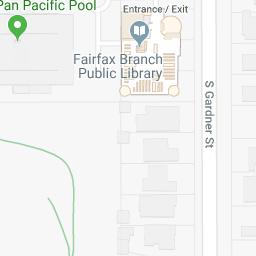 Pan Pacific Pool
Entrance / Exit
Fairfax Branch
Public Library
S Gardner St